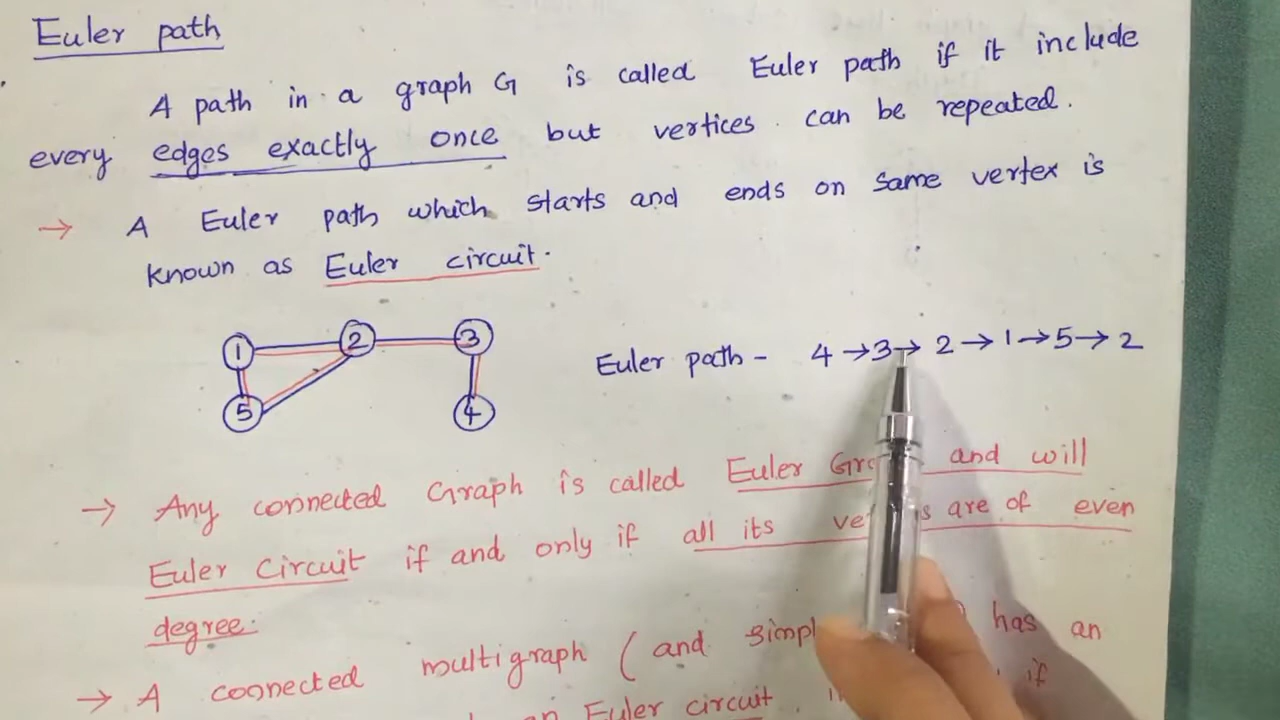 Euler path
A path in a graph G is called Euler path if it include
every edges exactly once but vertices can be repeated.
→ A Euler path which starts and ends on same vertex is
known as Euler circuit.
1 2 3
5 4
Euler path - 4 → 3 → 2 → 1 → 5 → 2
→ Any connected Graph is called Euler and will
Euler Circuit if and only if all its are of even
degree.
→ A connected multigraph (and has an
an Euler circuit if